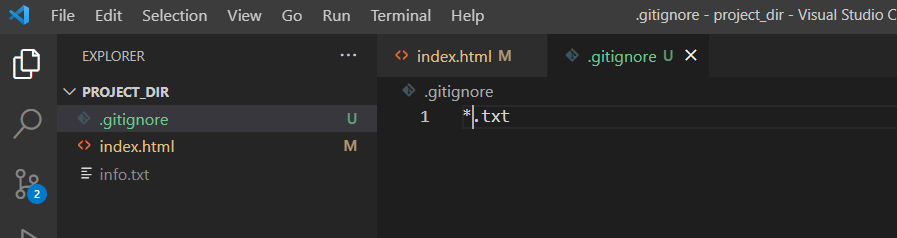 File Edit Selection View Go Run Terminal Help .gitignore - project_dir - Visual Studio C
EXPLORER ...
index.html M .gitignore U
PROJECT_DIR
.gitignore
.gitignore U
1 *.txt
index.html M
info.txt
2